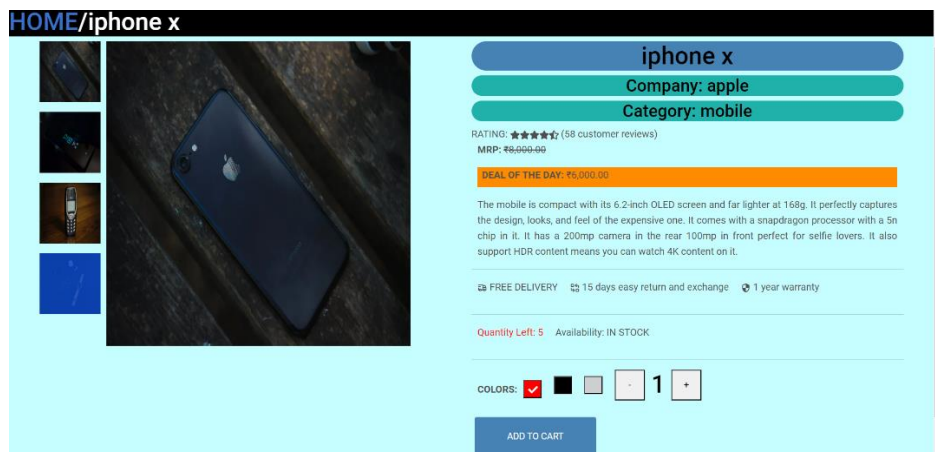 HOME/iphone x
iphone x
Company: apple
Category: mobile
RATING: (58 customer reviews)
MRP: ₹8,000.00
DEAL OF THE DAY: ₹6,000.00
The mobile is compact with its 6.2-inch OLED screen and far lighter at 168g. It perfectly captures
the design, looks, and feel of the expensive one. It comes with a snapdragon processor with a 5n
chip in it. It has a 200mp camera in the rear 100mp in front perfect for selfie lovers. It also
support HDR content means you can watch 4K content on it.
FREE DELIVERY 15 days easy return and exchange 1 year warranty
Quantity Left: 5 Availability: IN STOCK
COLORS: - 1 +
ADD TO CART